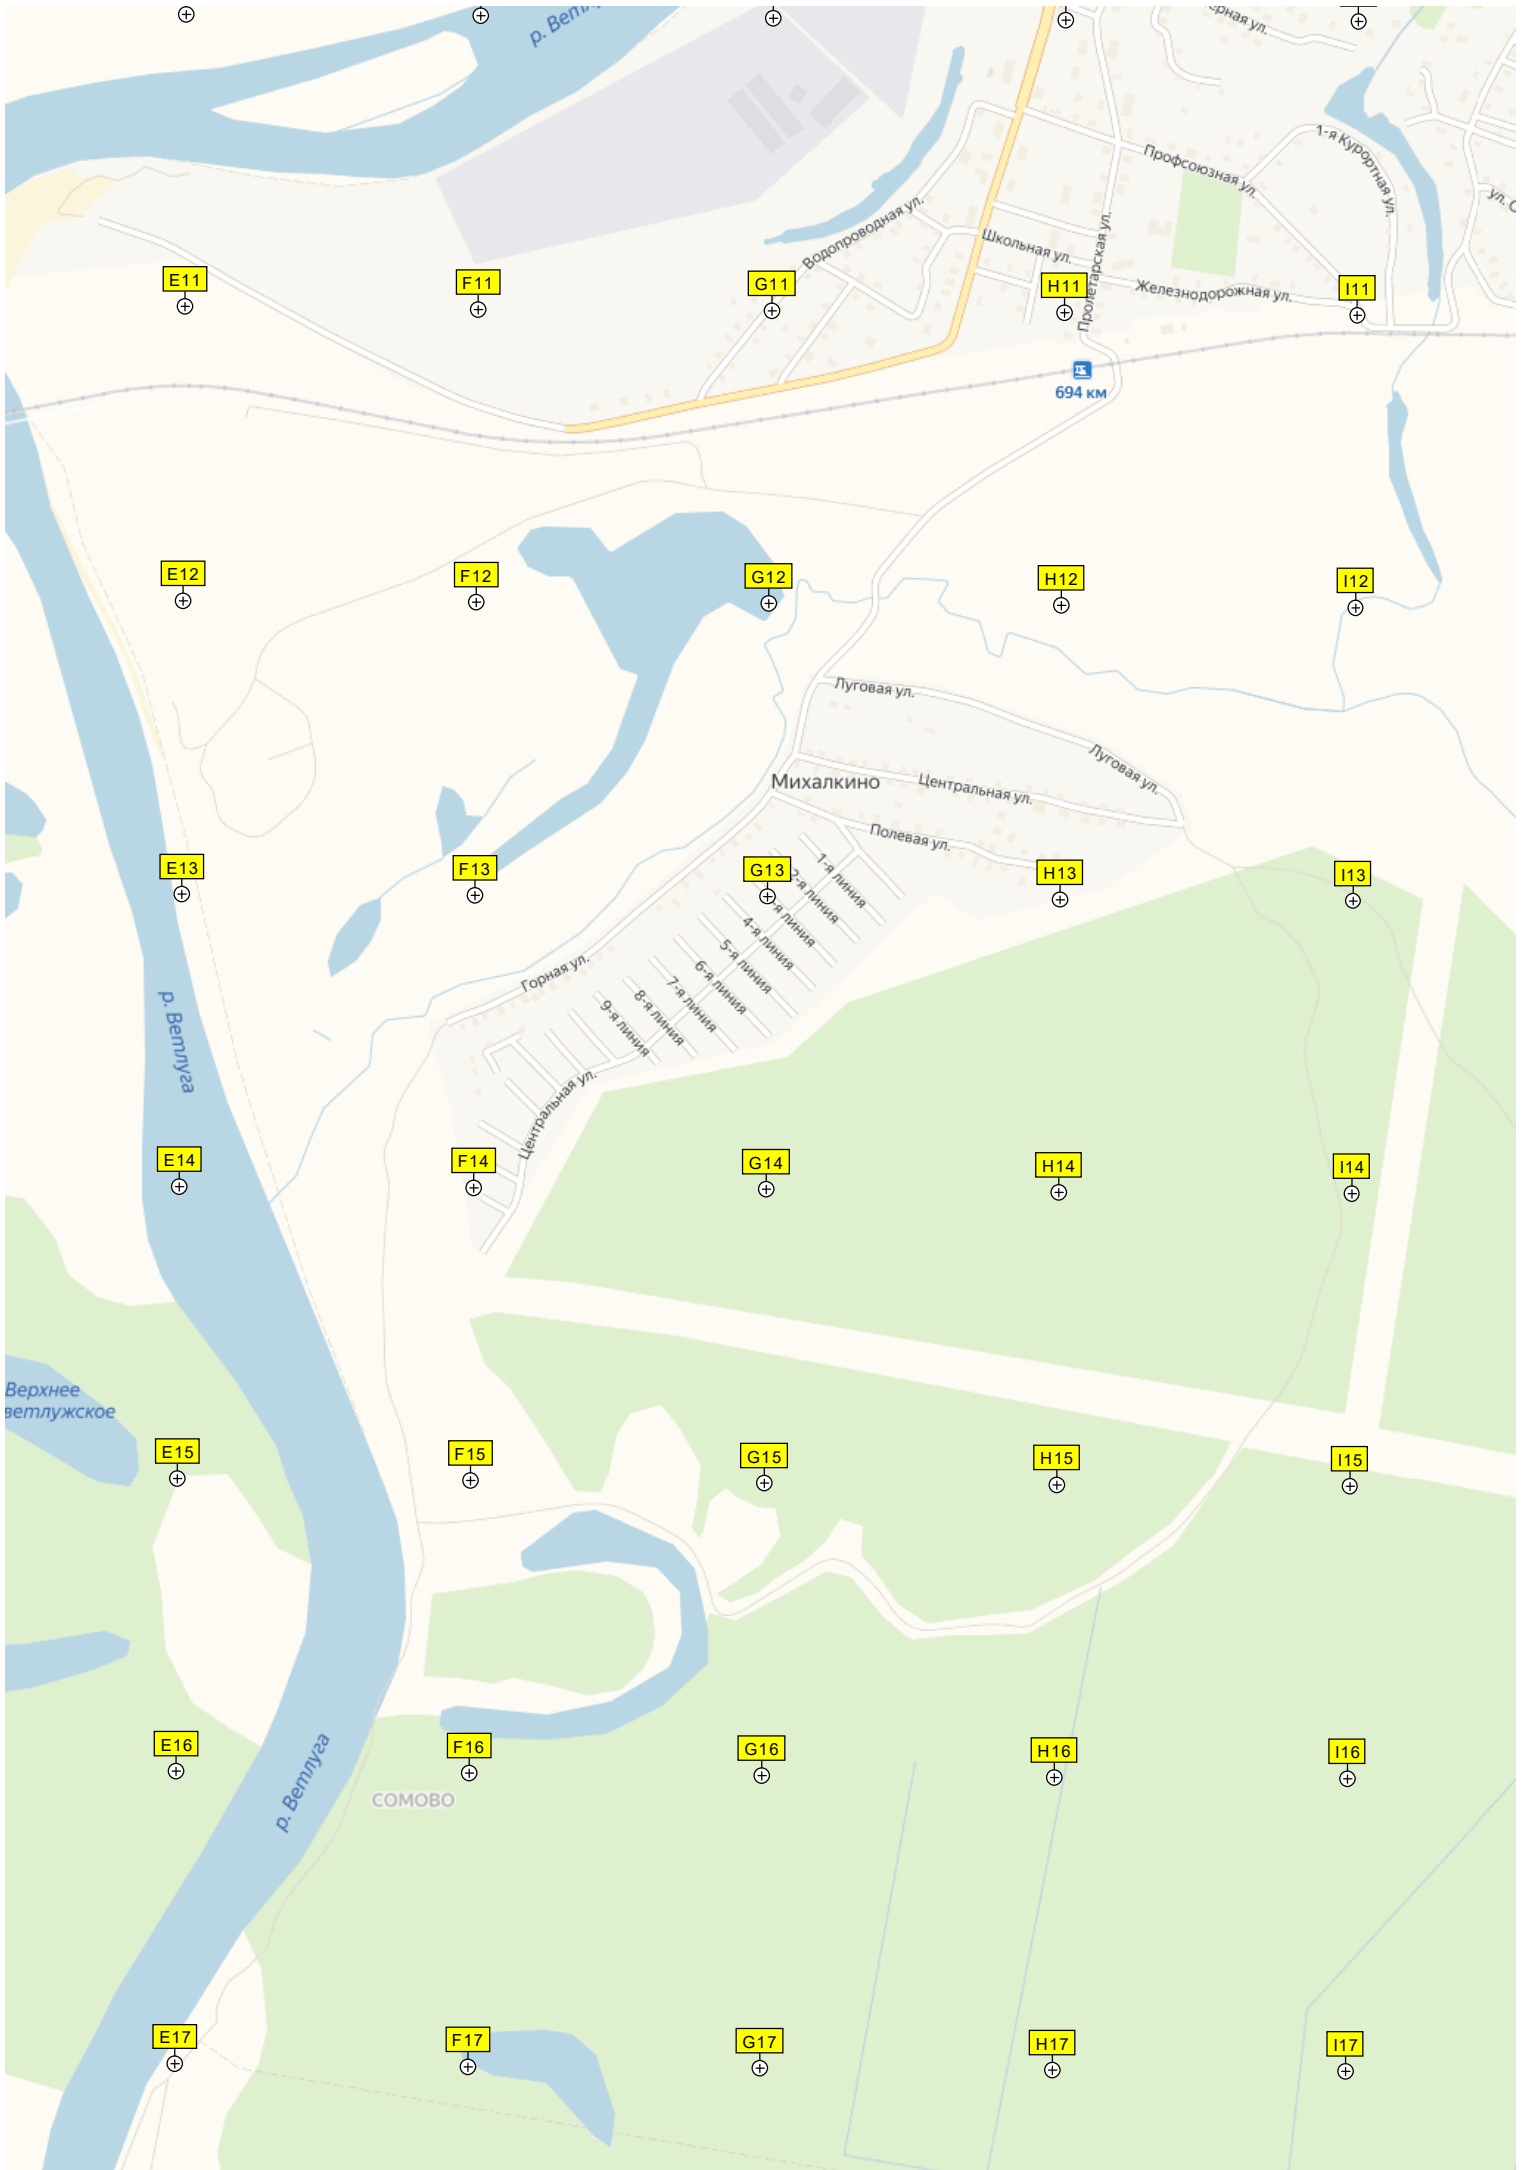 1-я Курортная ул.
Профсоюзная ул.
Водопроводная ул.
Школьная ул.
Пролетарская ул.
Железнодорожная ул.
E11
F11
G11
H11
I11
694 км
E12
F12
G12
H12
I12
Луговая ул.
Луговая ул.
Михалкино
Центральная ул.
Полевая ул.
E13
F13
G13
H13
I13
1-я линия
2-я линия
я линия
4-я линия
5-я линия
6-я линия
7-я линия
8-я линия
9-я линия
Горная ул.
р. Ветлуга
Центральная ул.
E14
F14
G14
H14
I14
Верхнее
ветлужское
E15
F15
G15
H15
I15
E16
F16
G16
H16
I16
р. Ветлуга
СОМОВО
E17
F17
G17
H17
I17